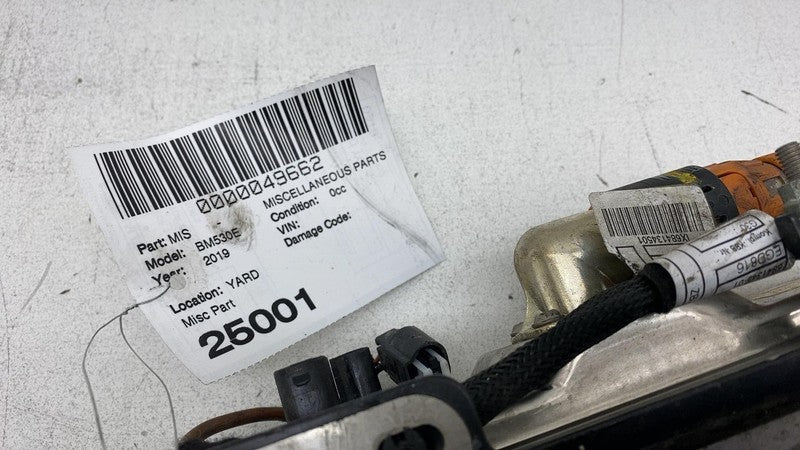 0000049662
Part: MIS - MISCELLANEOUS PARTS
Model: BM530E Condition: 0cc
Year: 2019 VIN:
Damage Code:
Location: YARD
Misc Part
25001
EGD816